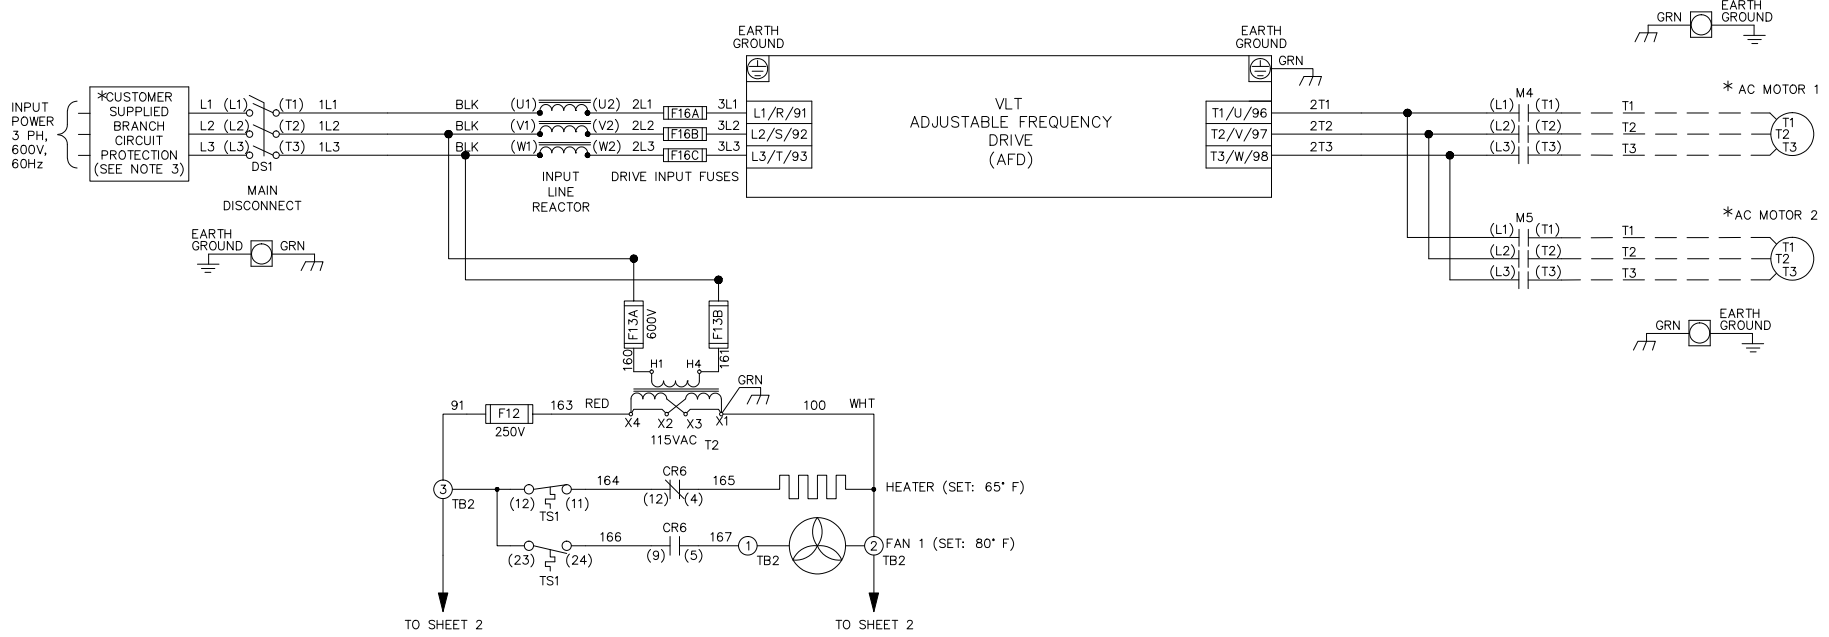 INPUT
POWER
3 PH,
600V,
60Hz
*CUSTOMER
SUPPLIED
BRANCH
CIRCUIT
PROTECTION
(SEE NOTE 3)
L1 (L1) (T1) 1L1 BLK (U1) (U2) 2L1 F16A 3L1
L2 (L2) (T2) 1L2 BLK (V1) (V2) 2L2 F16B 3L2
L3 (L3) (T3) 1L3 BLK (W1) (W2) 2L3 F16C 3L3
DS1
MAIN
DISCONNECT
INPUT
LINE
REACTOR
DRIVE INPUT FUSES
EARTH
GROUND
GRN
EARTH
GROUND
L1/R/91
L2/S/92
L3/T/93
VLT
ADJUSTABLE FREQUENCY
DRIVE
(AFD)
EARTH
GROUND
GRN
T1/U/96
T2/V/97
T3/W/98
2T1
2T2
2T3
GRN
EARTH
GROUND
M4
* AC MOTOR 1
(L1) (T1) T1 T1
(L2) (T2) T2 T2
(L3) (T3) T3 T3
M5
*AC MOTOR 2
(L1) (T1) T1 T1
(L2) (T2) T2 T2
(L3) (T3) T3 T3
GRN
EARTH
GROUND
F13A
600V
F13B
160
161
H1 H4
GRN
91 F12 163 RED
250V
X4 X2 X3 X1
115VAC T2
100 WHT
3
TB2
(12) (11)
TS1
164
CR6
(12) (4)
165
HEATER (SET: 65° F)
(23) (24)
TS1
166
CR6
(9) (5)
167
1
TB2
2
TB2
FAN 1 (SET: 80° F)
TO SHEET 2
TO SHEET 2